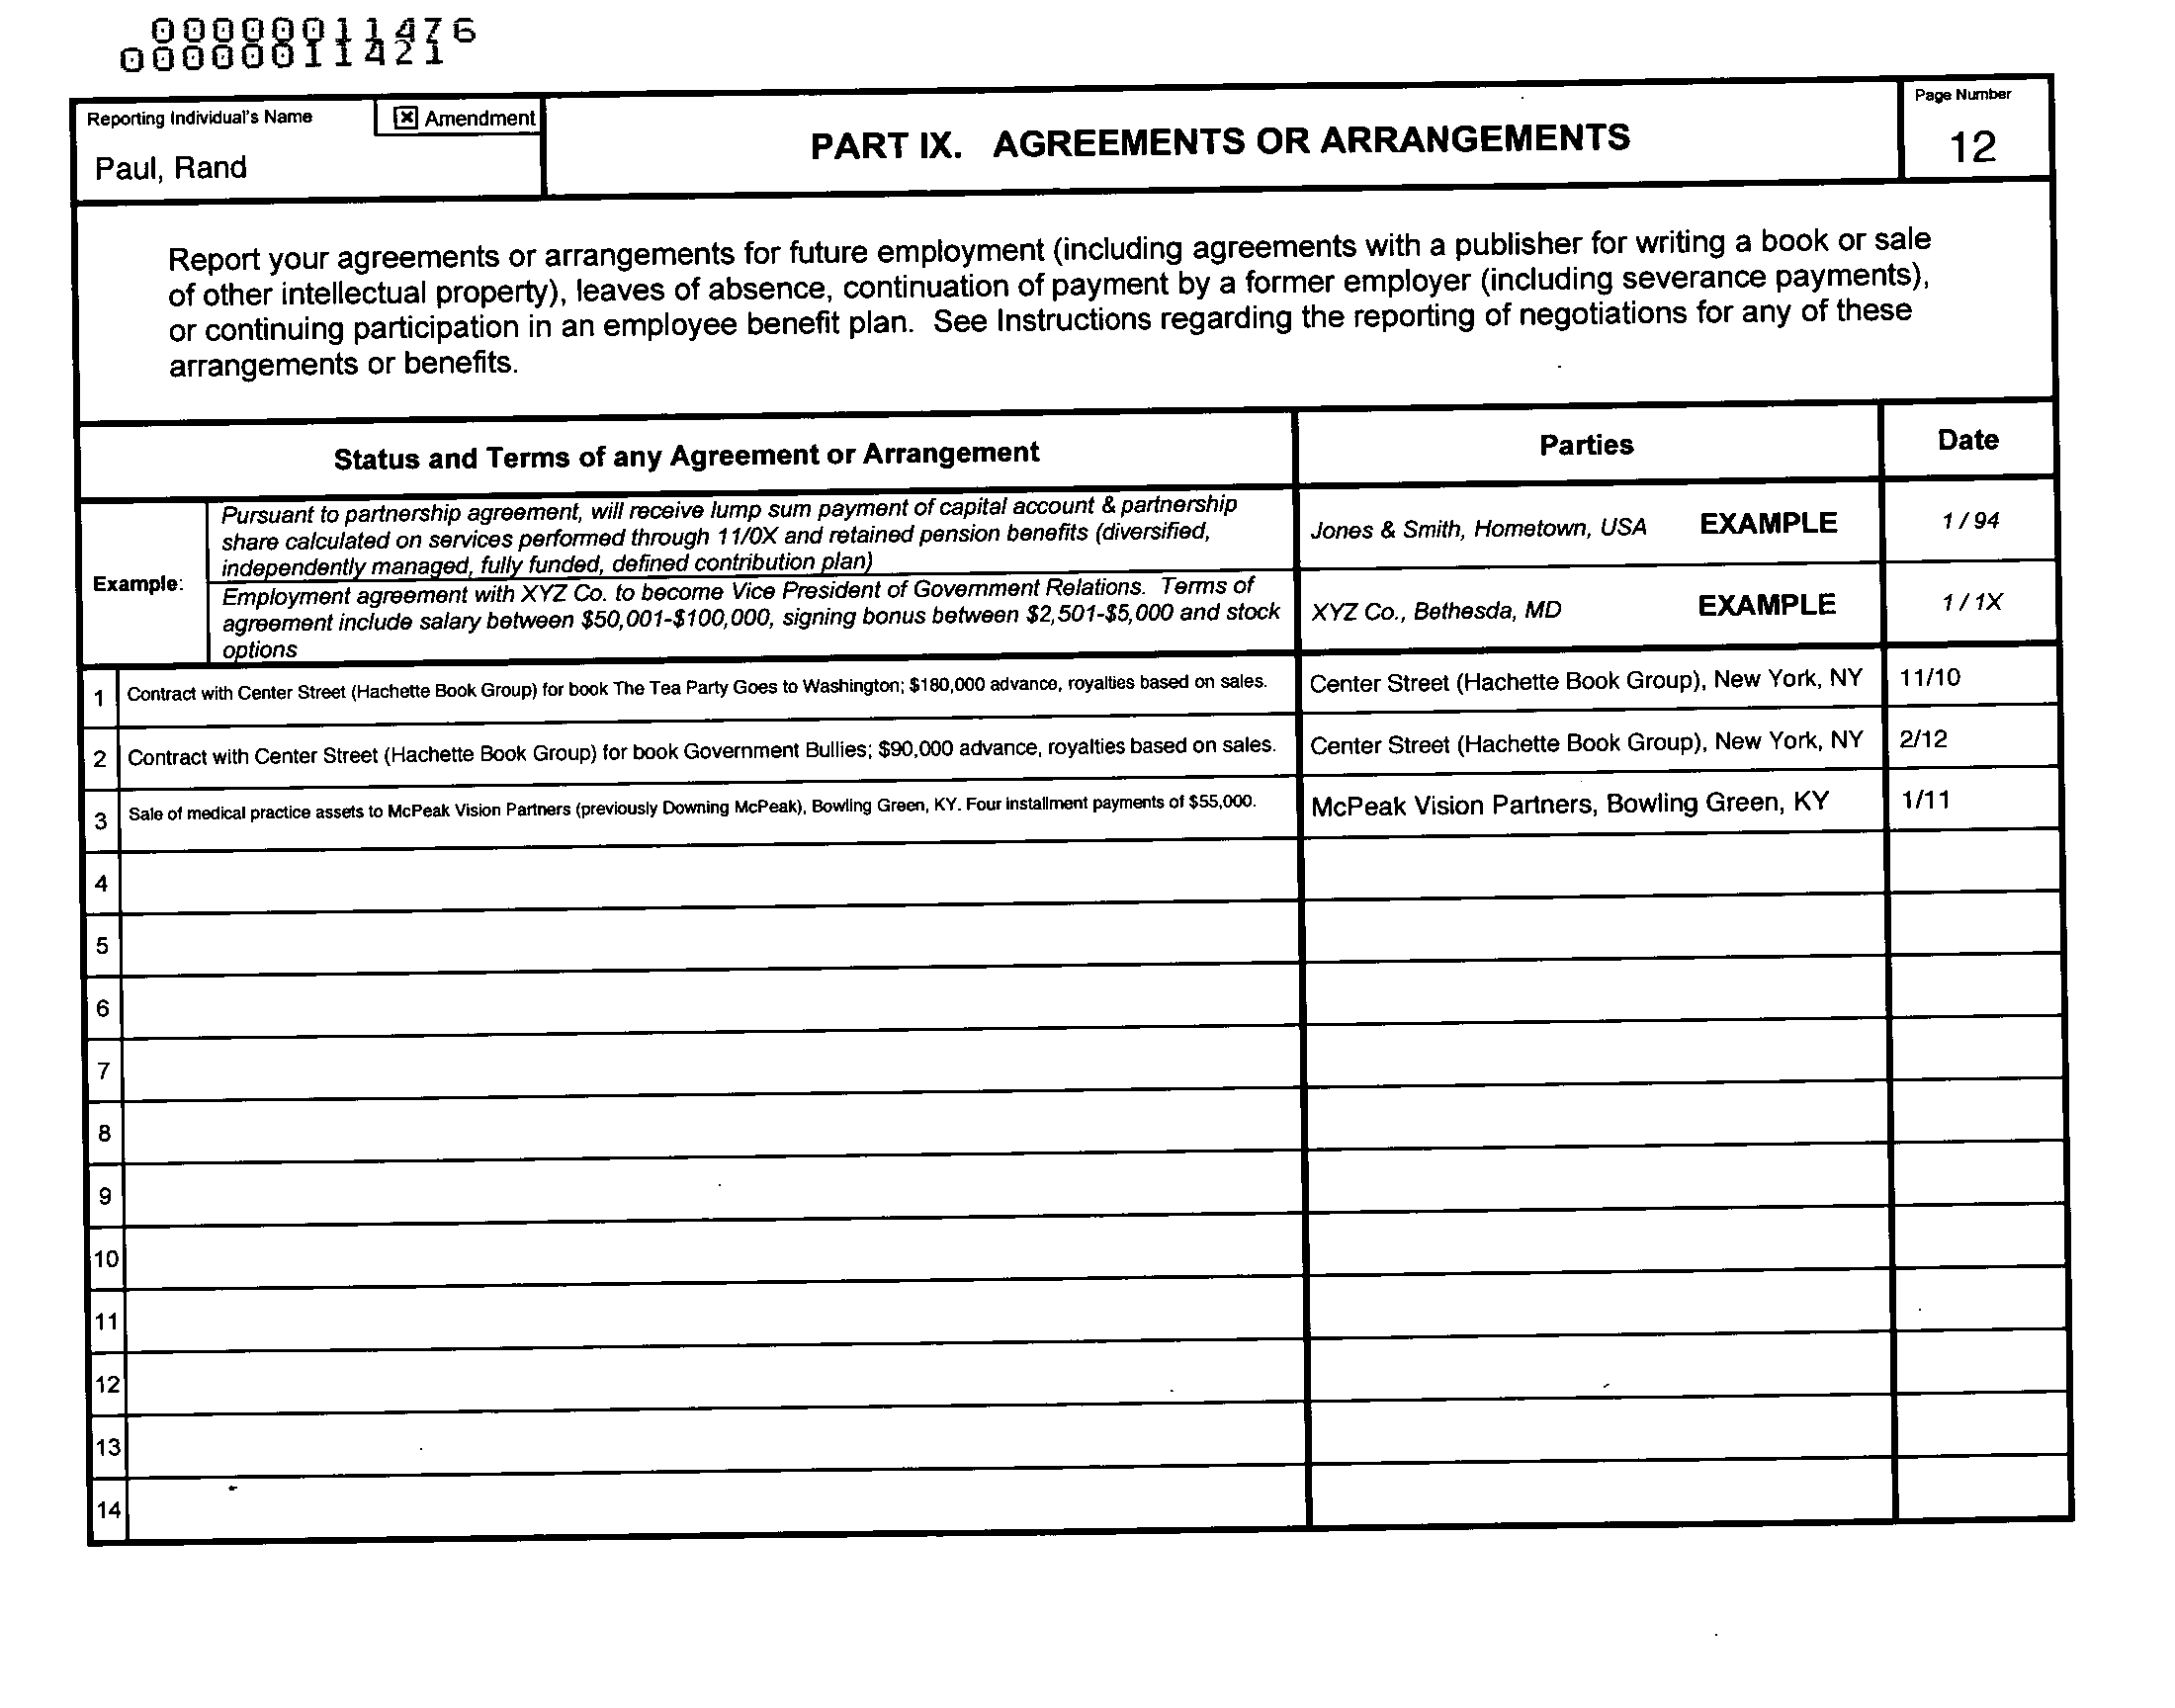 00000011476
00000011421
Reporting Individual's Name
Amendment
Paul, Rand
PART IX. AGREEMENTS OR ARRANGEMENTS
Page Number
12
Report your agreements or arrangements for future employment (including agreements with a publisher for writing a book or sale
of other intellectual property), leaves of absence, continuation of payment by a former employer (including severance payments),
or continuing participation in an employee benefit plan. See Instructions regarding the reporting of negotiations for any of these
arrangements or benefits.
Status and Terms of any Agreement or Arrangement
Parties
Date
Example:
Pursuant to partnership agreement, will receive lump sum payment of capital account & partnership
share calculated on services performed through 11/0X and retained pension benefits (diversified,
independently managed, fully funded, defined contribution plan)
Jones & Smith, Hometown, USA EXAMPLE
1 / 94
Employment agreement with XYZ Co. to become Vice President of Government Relations. Terms of
agreement include salary between $50,001-$100,000, signing bonus between $2,501-$5,000 and stock
options
XYZ Co., Bethesda, MD EXAMPLE
1 / 1X
1 Contract with Center Street (Hachette Book Group) for book The Tea Party Goes to Washington; $180,000 advance, royalties based on sales. Center Street (Hachette Book Group), New York, NY 11/10
2 Contract with Center Street (Hachette Book Group) for book Government Bullies; $90,000 advance, royalties based on sales. Center Street (Hachette Book Group), New York, NY 2/12
3 Sale of medical practice assets to McPeak Vision Partners (previously Downing McPeak), Bowling Green, KY. Four installment payments of $55,000. McPeak Vision Partners, Bowling Green, KY 1/11
4
5
6
7
8
9
10
11
12
13
14